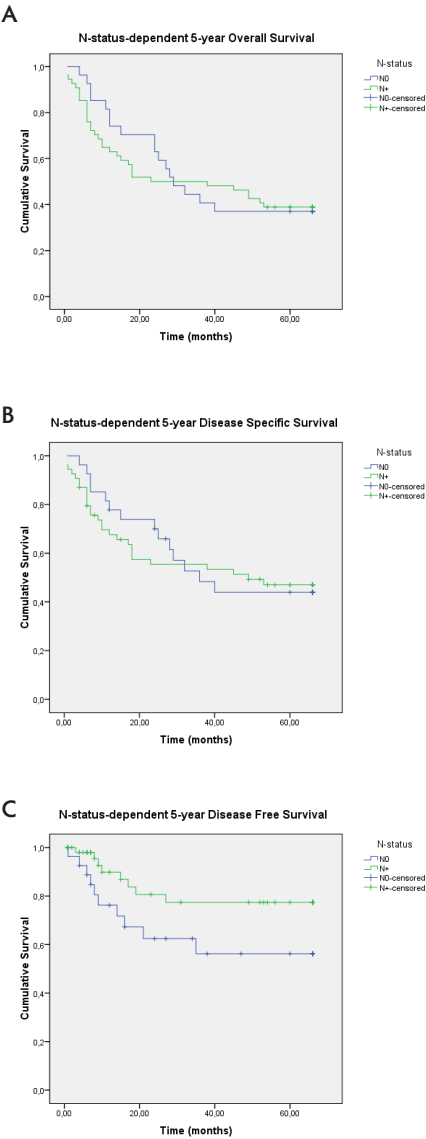 A
N-status-dependent 5-year Overall Survival
N-status
N0
N+
N0-censored
N+-censored
Cumulative Survival
1,0
0,8
0,6
0,4
0,2
0,0
0,00 20,00 40,00 60,00
Time (months)
B
N-status-dependent 5-year Disease Specific Survival
N-status
N0
N+
N0-censored
N+-censored
Cumulative Survival
1,0
0,8
0,6
0,4
0,2
0,0
0,00 20,00 40,00 60,00
Time (months)
C
N-status-dependent 5-year Disease Free Survival
N-status
N0
N+
N0-censored
N+-censored
Cumulative Survival
1,0
0,8
0,6
0,4
0,2
0,0
0,00 20,00 40,00 60,00
Time (months)